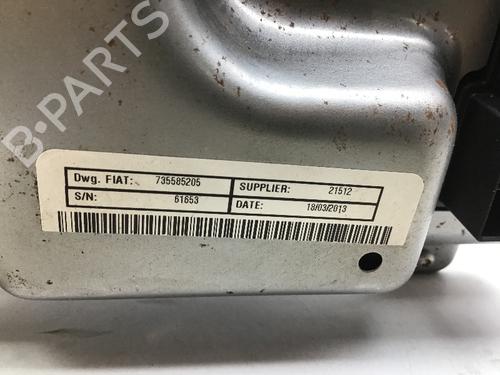 B-PARTS
Dwg. FIAT: 735585205 SUPPLIER: 21512
S/N: 61653 DATE: 18/03/2013